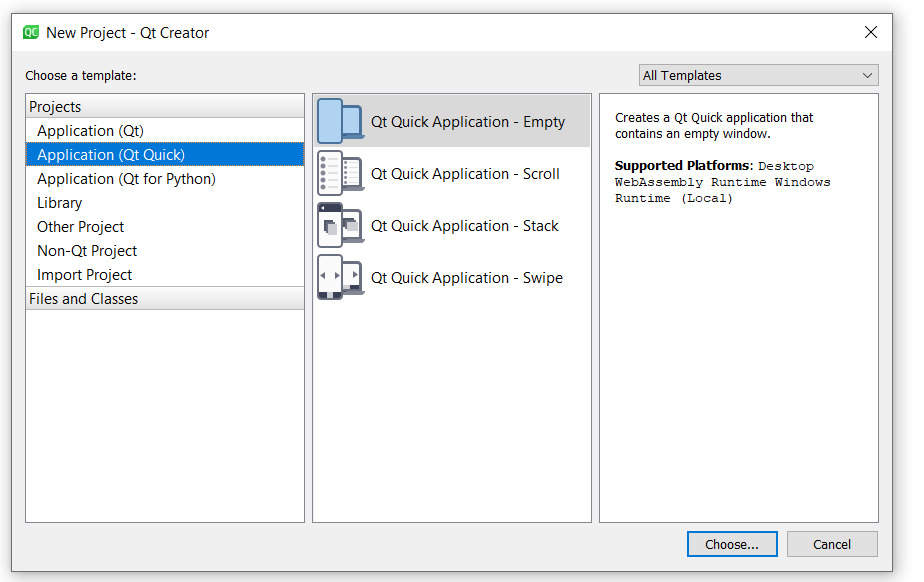 QC New Project - Qt Creator
Choose a template:
All Templates
Projects
Application (Qt)
Application (Qt Quick)
Application (Qt for Python)
Library
Other Project
Non-Qt Project
Import Project
Files and Classes
Qt Quick Application - Empty
Qt Quick Application - Scroll
Qt Quick Application - Stack
Qt Quick Application - Swipe
Creates a Qt Quick application that
contains an empty window.
Supported Platforms: Desktop
WebAssembly Runtime Windows
Runtime (Local)
Choose...
Cancel